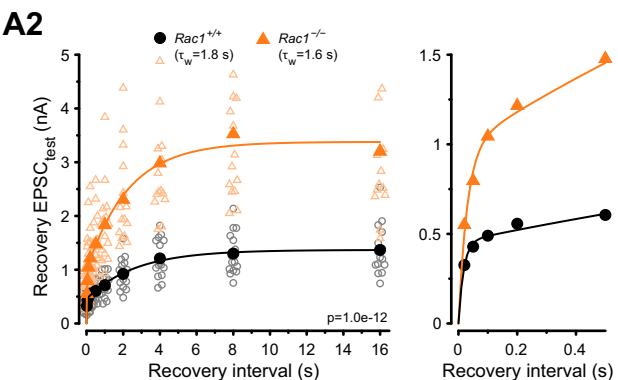 A2
Rac1+/+
(τw=1.8 s)
Rac1−/−
(τw=1.6 s)
Recovery EPSCtest (nA)
5
4
3
2
1
0
p=1.0e-12
0 2 4 6 8 10 12 14 16
Recovery interval (s)
1.5
1.0
0.5
0
0 0.2 0.4
Recovery interval (s)